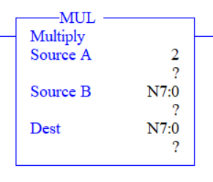 MUL
Multiply
Source A 2
?
Source B N7:0
?
Dest N7:0
?